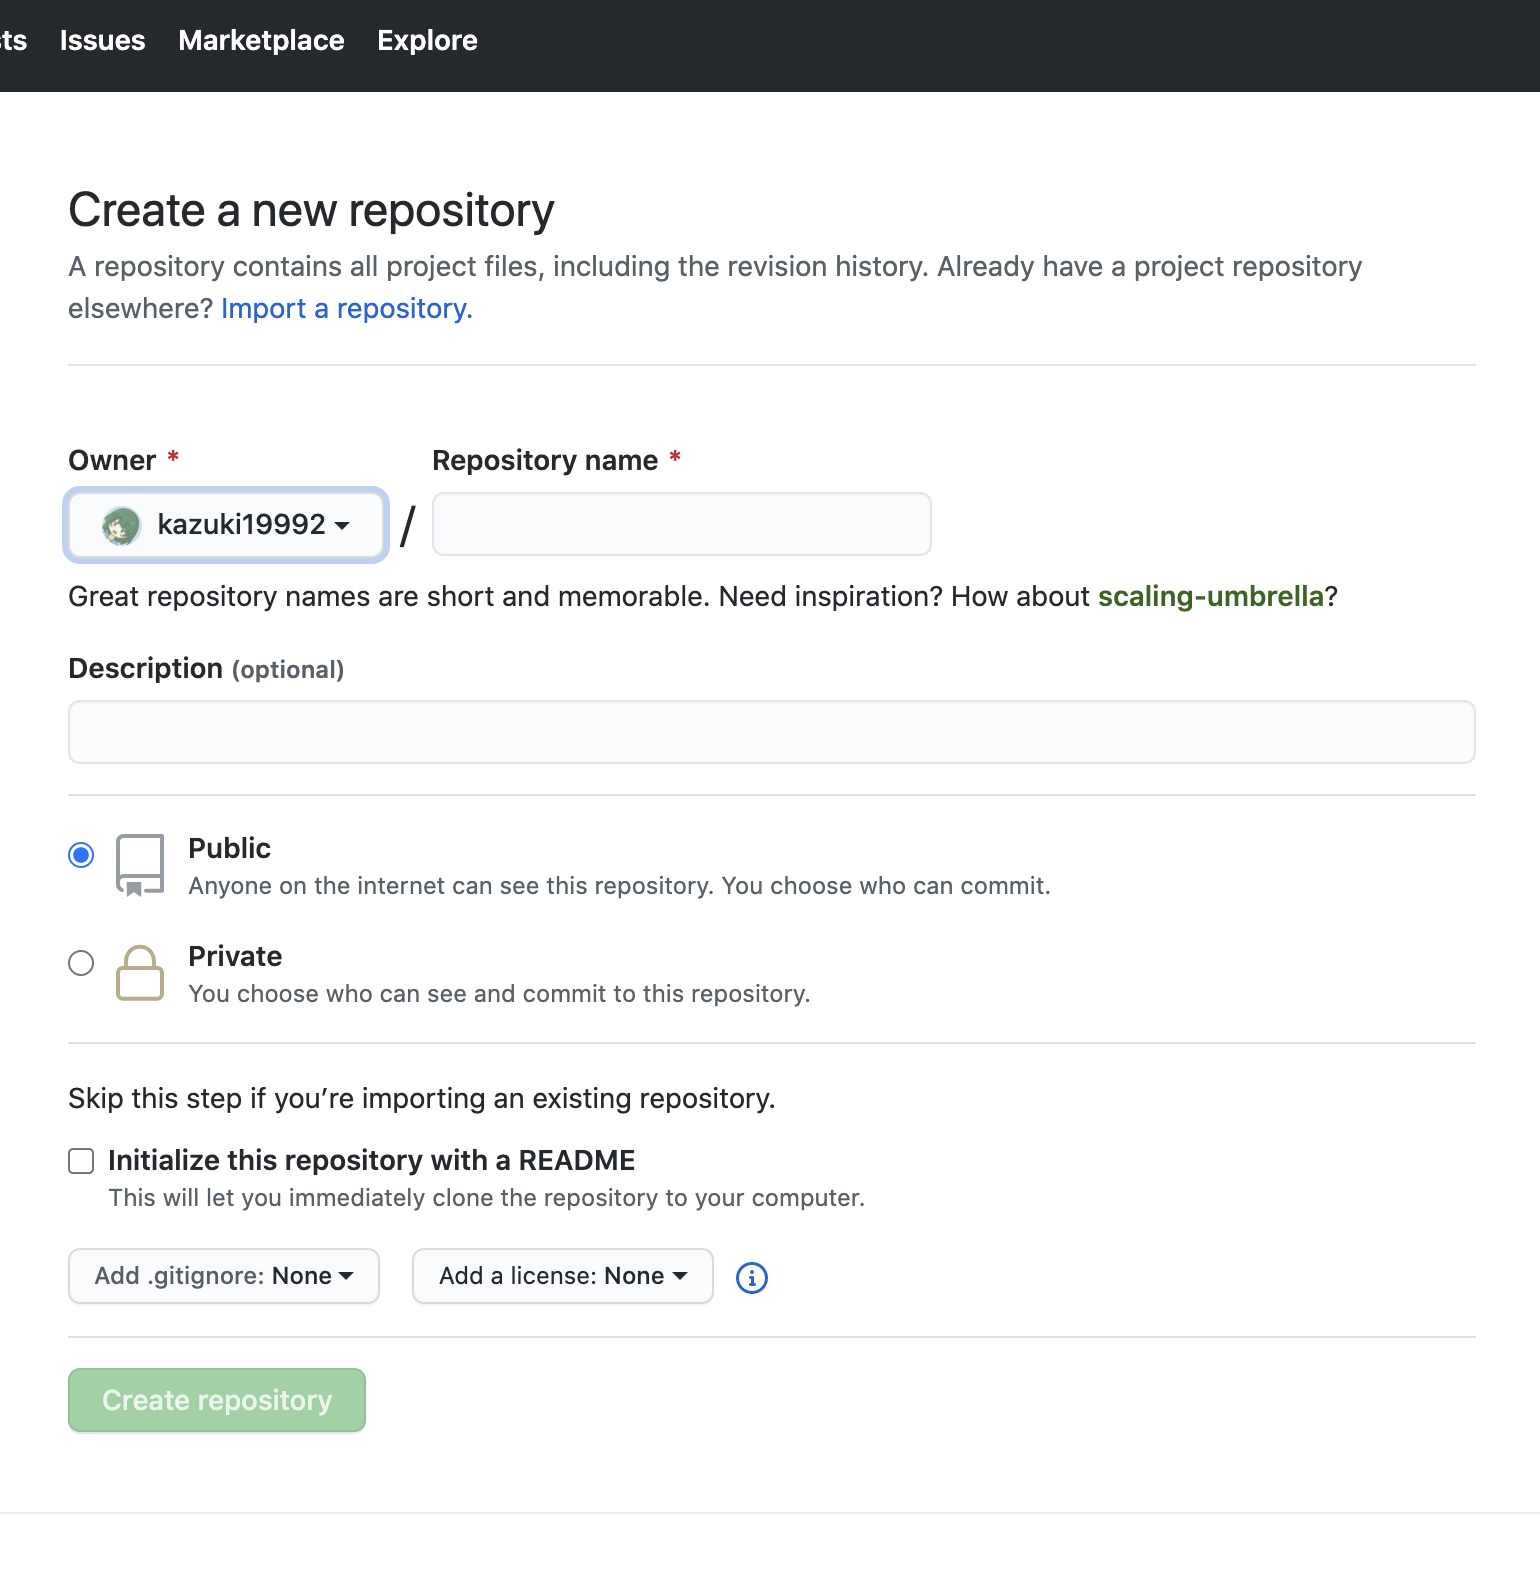 ts Issues Marketplace Explore
Create a new repository
A repository contains all project files, including the revision history. Already have a project repository
elsewhere? Import a repository.
Owner * Repository name *
kazuki19992 /
Great repository names are short and memorable. Need inspiration? How about scaling-umbrella?
Description (optional)
Public
Anyone on the internet can see this repository. You choose who can commit.
Private
You choose who can see and commit to this repository.
Skip this step if you’re importing an existing repository.
Initialize this repository with a README
This will let you immediately clone the repository to your computer.
Add .gitignore: None Add a license: None
Create repository